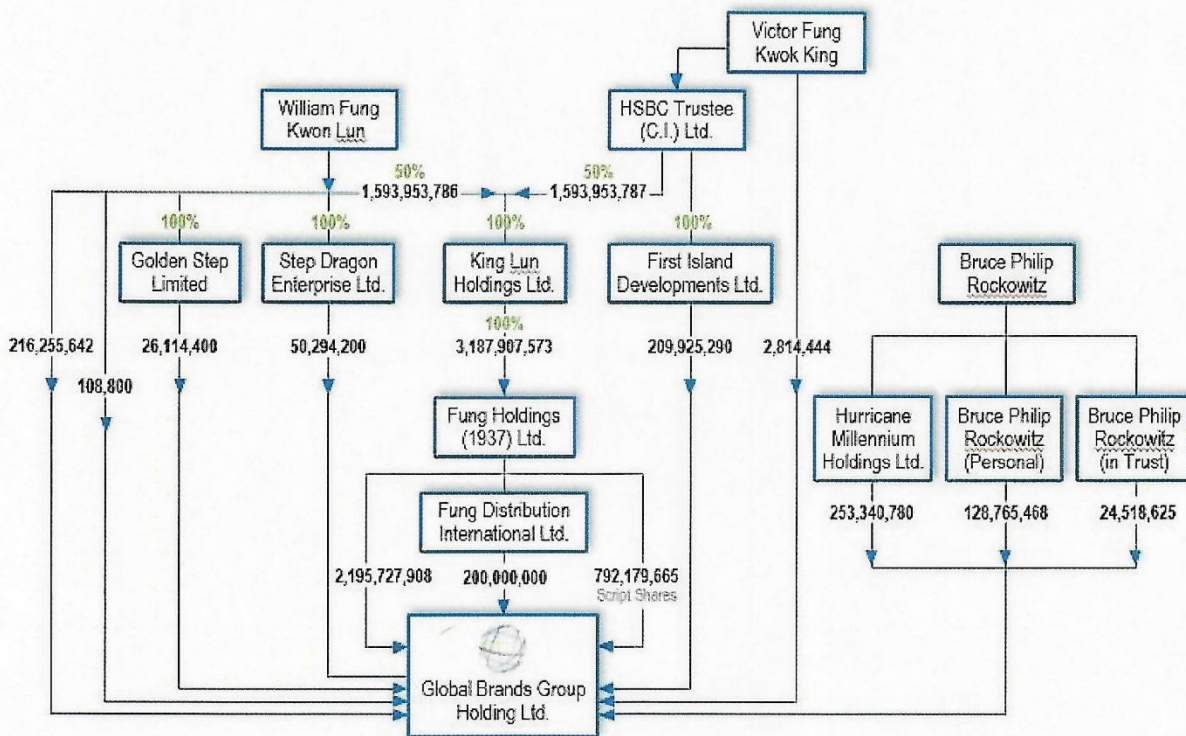 Victor Fung
Kwok King
William Fung
Kwon Lun
HSBC Trustee
(C.I.) Ltd.
50%
1,593,953,786
50%
1,593,953,787
100%
100%
100%
100%
Golden Step
Limited
Step Dragon
Enterprise Ltd.
King Lun
Holdings Ltd.
First Island
Developments Ltd.
Bruce Philip
Rockowitz
216,255,642
108,800
26,114,400
50,294,200
100%
3,187,907,573
209,925,290
2,814,444
Fung Holdings
(1937) Ltd.
Hurricane
Millennium
Holdings Ltd.
Bruce Philip
Rockowitz
(Personal)
Bruce Philip
Rockowitz
(in Trust)
253,340,780
128,765,468
24,518,625
Fung Distribution
International Ltd.
2,195,727,908
200,000,000
792,179,665
Script Shares
Global Brands Group
Holding Ltd.